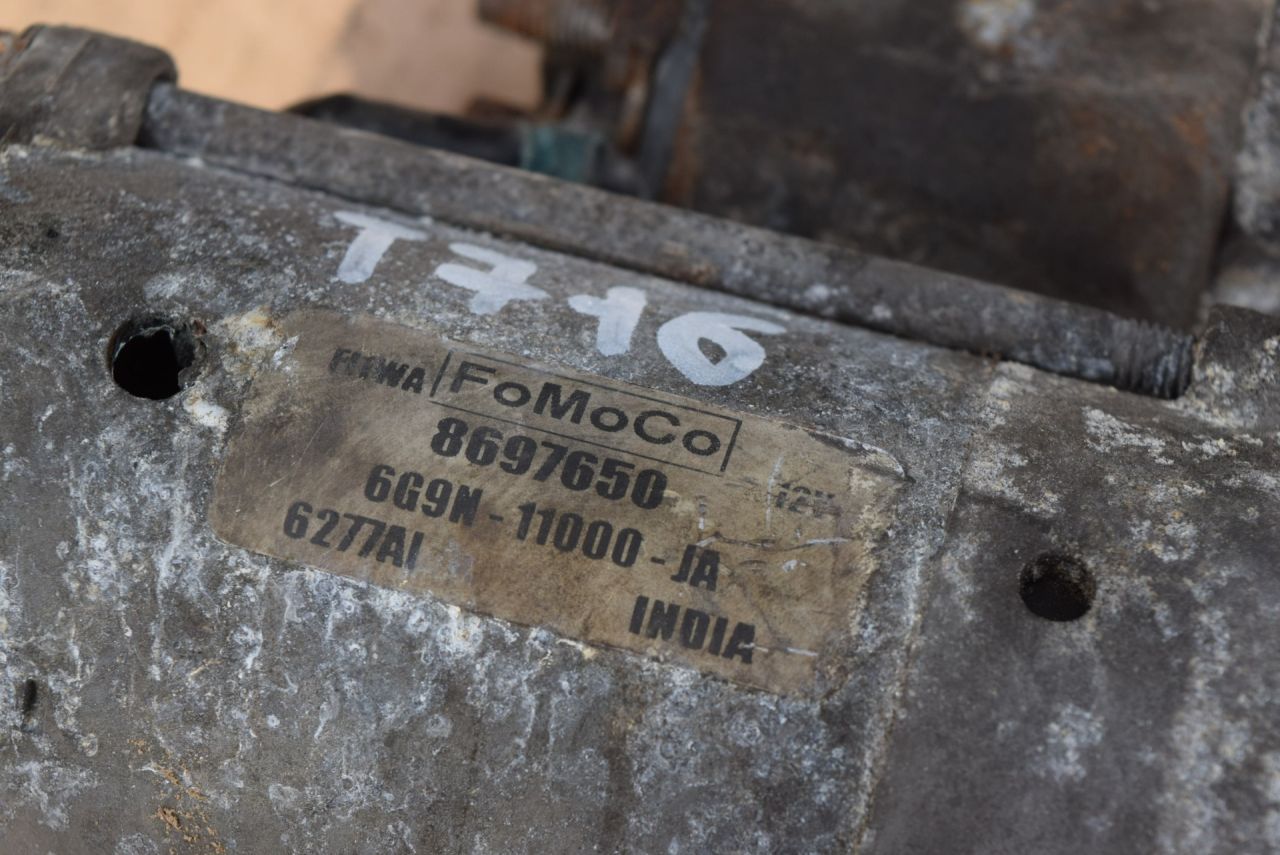 T716
FoMoCo
8697650
12V
6G9N-11000-JA
6277AI
INDIA